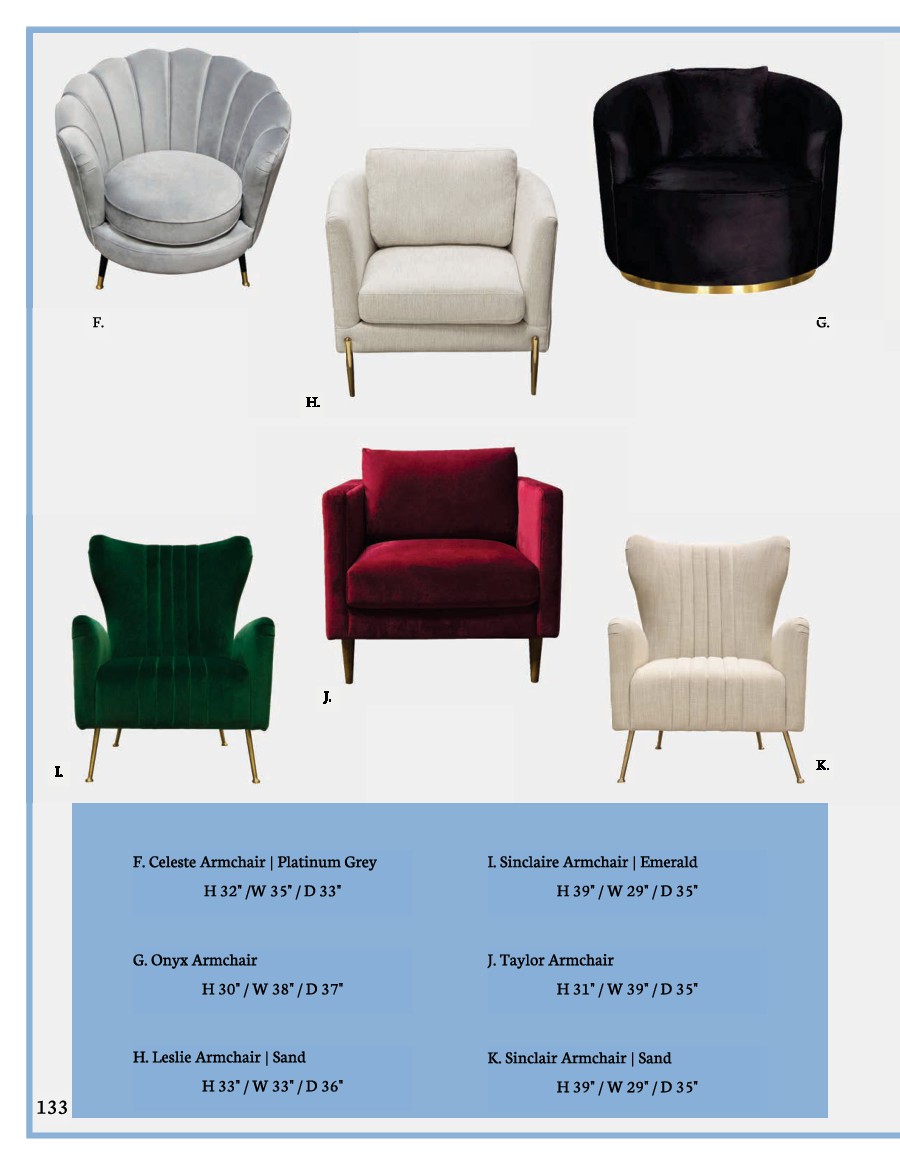 F.
G.
H.
J.
I.
K.
F. Celeste Armchair | Platinum Grey
H 32" /W 35" / D 33"
G. Onyx Armchair
H 30" / W 38" / D 37"
H. Leslie Armchair | Sand
H 33" / W 33" / D 36"
I. Sinclaire Armchair | Emerald
H 39" / W 29" / D 35"
J. Taylor Armchair
H 31" / W 39" / D 35"
K. Sinclair Armchair | Sand
H 39" / W 29" / D 35"
133